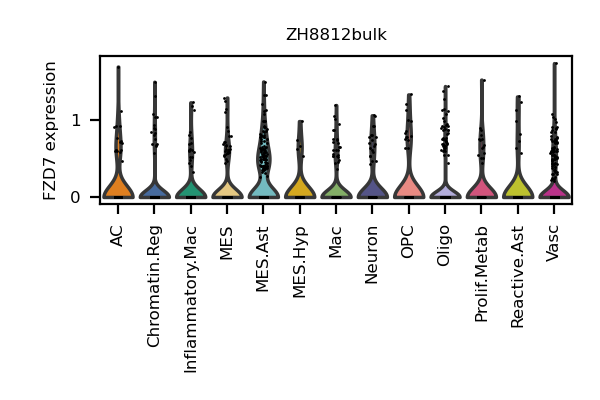 ZH8812bulk
FZD7 expression
1
0
AC
Chromatin.Reg
Inflammatory.Mac
MES
MES.Ast
MES.Hyp
Mac
Neuron
OPC
Oligo
Prolif.Metab
Reactive.Ast
Vasc